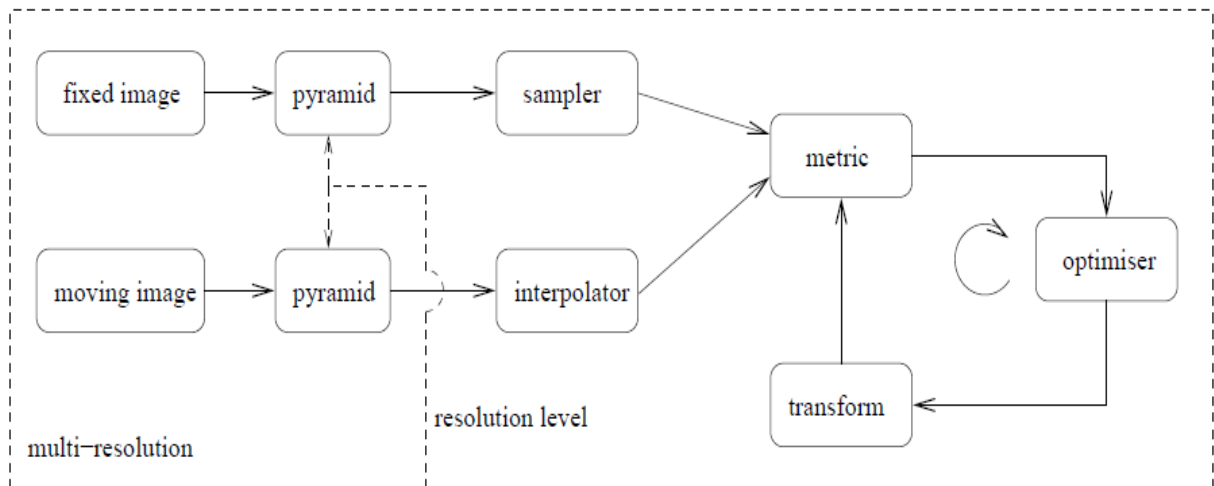 fixed image
pyramid
sampler
metric
moving image
pyramid
interpolator
optimiser
transform
resolution level
multi−resolution